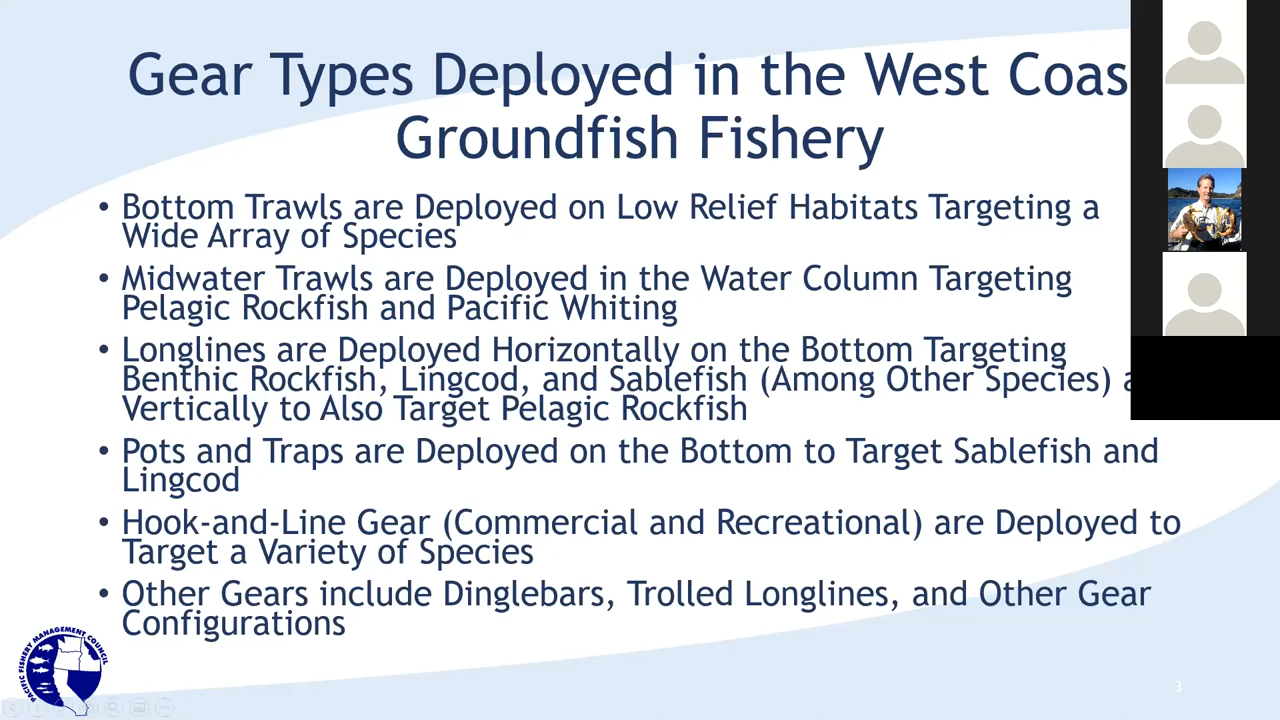 Gear Types Deployed in the West Coas
Groundfish Fishery
• Bottom Trawls are Deployed on Low Relief Habitats Targeting a
Wide Array of Species
• Midwater Trawls are Deployed in the Water Column Targeting
Pelagic Rockfish and Pacific Whiting
• Longlines are Deployed Horizontally on the Bottom Targeting
Benthic Rockfish, Lingcod, and Sablefish (Among Other Species) a
Vertically to Also Target Pelagic Rockfish
• Pots and Traps are Deployed on the Bottom to Target Sablefish and
Lingcod
• Hook-and-Line Gear (Commercial and Recreational) are Deployed to
Target a Variety of Species
• Other Gears include Dinglebars, Trolled Longlines, and Other Gear
Configurations
PACIFIC FISHERY MANAGEMENT COUNCIL
3